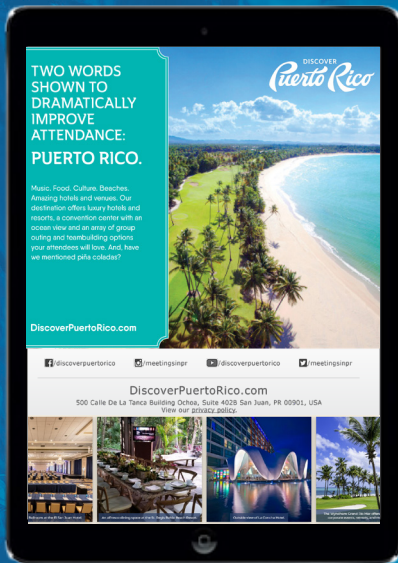 TWO WORDS
SHOWN TO
DRAMATICALLY
IMPROVE
ATTENDANCE:
PUERTO RICO.
Music. Food. Culture. Beaches.
Amazing hotels and venues. Our
destination offers luxury hotels and
resorts, a convention center with an
ocean view and an array of group
outing and teambuilding options
your attendees will love. And, have
we mentioned piña coladas?
DiscoverPuertoRico.com
DISCOVER
Puerto Rico
/discoverpuertorico
/meetingsinpr
/discoverpuertorico
/meetingsinpr
DiscoverPuertoRico.com
500 Calle De La Tanca Building Ochoa, Suite 402B San Juan, PR 00901, USA
View our privacy policy.